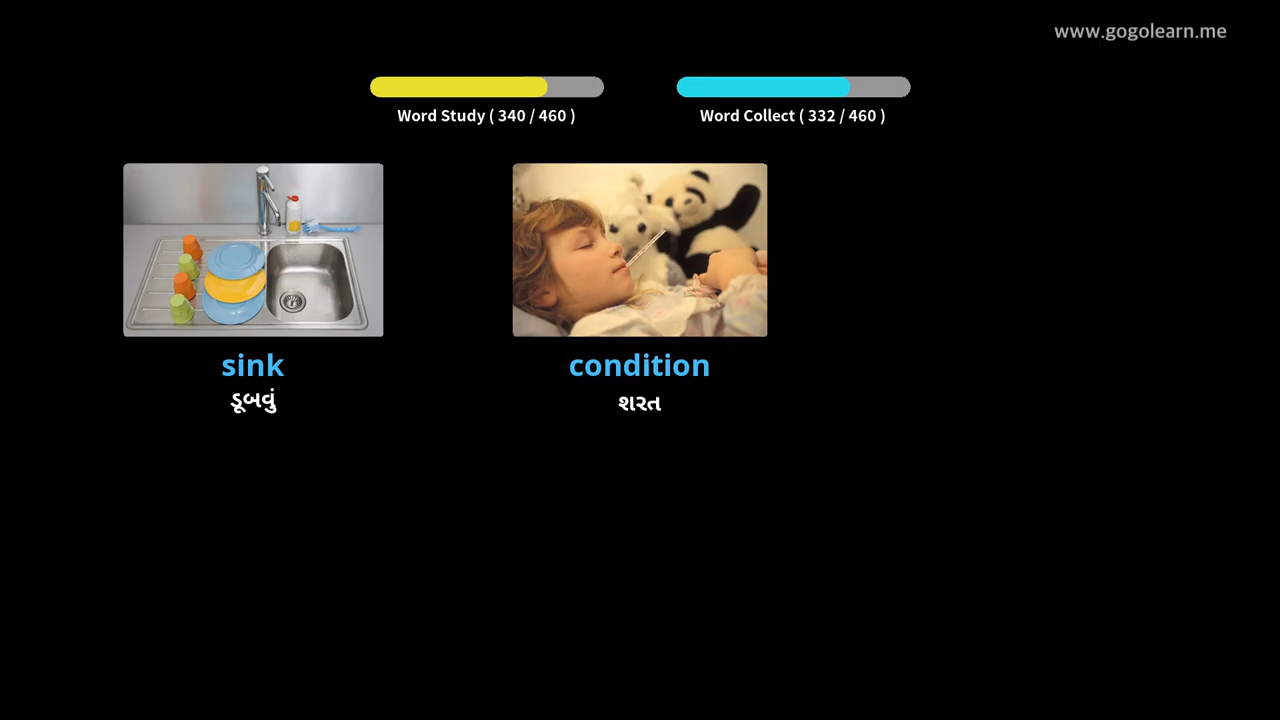 www.gogolearn.me
Word Study ( 340 / 460 )
Word Collect ( 332 / 460 )
sink
ડૂબવું
condition
શરત